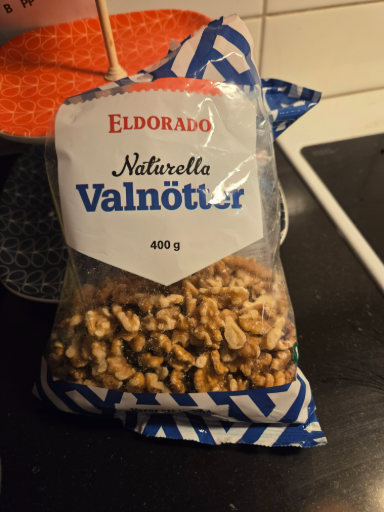 ELDORADO
Naturella
Valnötter
400 g